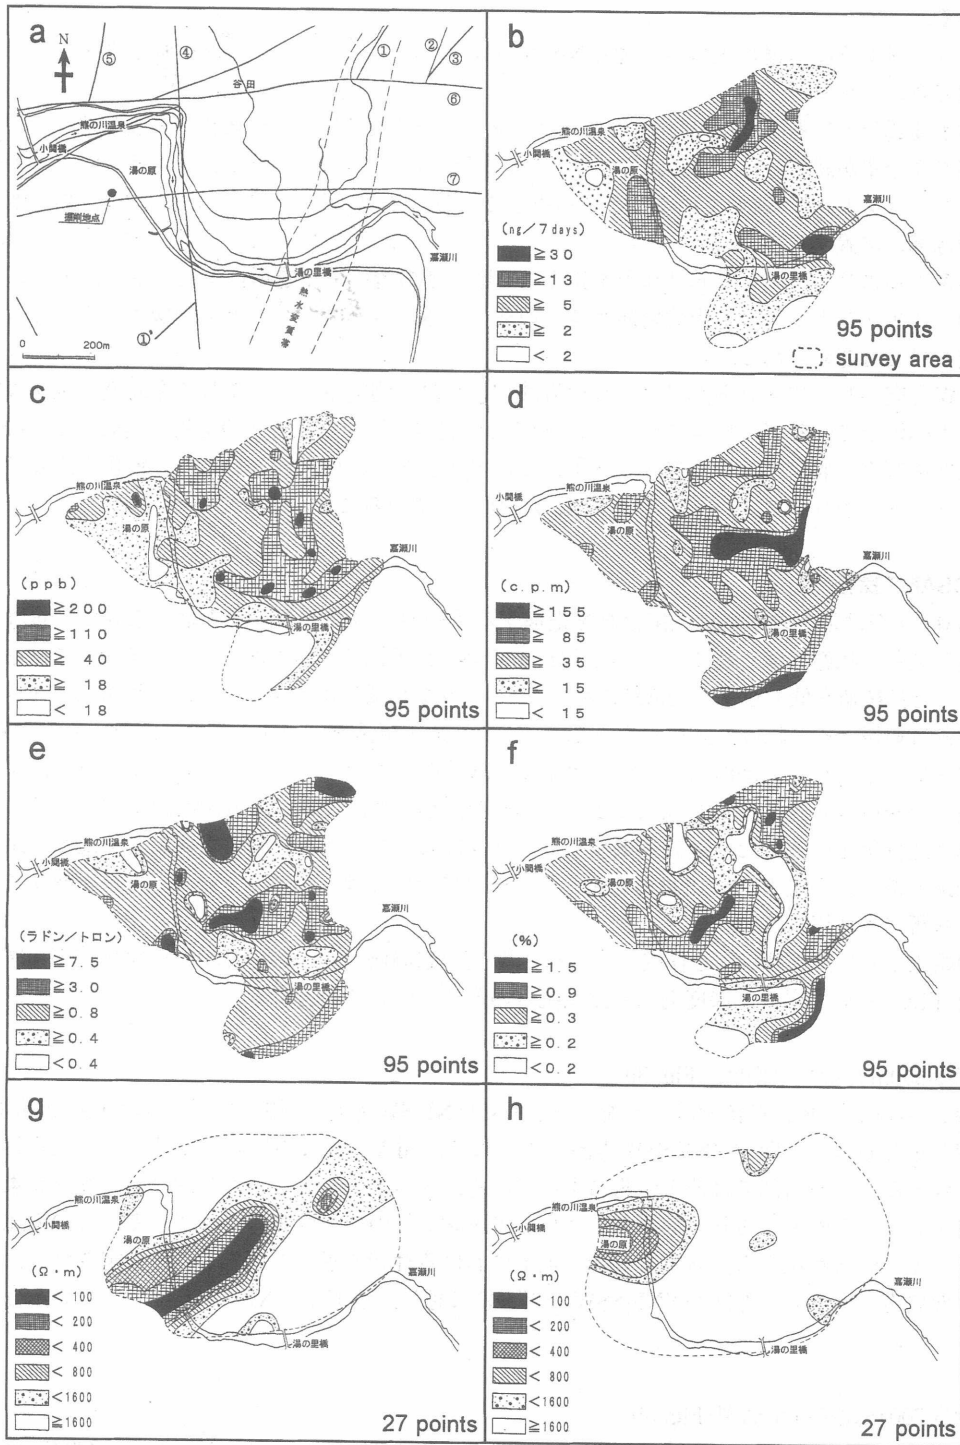 a
N
⑤
④
①
②
③
谷田
⑥
熊の川温泉
小関橋
湯の原
⑦
掘削地点
嘉瀬川
湯の里橋
熱水変質帯
①'
0 200m
b
熊の川温泉
小関橋
湯の原
嘉瀬川
湯の里橋
(ng/7 days)
≧30
≧13
≧ 5
≧ 2
< 2
95 points
survey area
c
熊の川温泉
小関橋
湯の原
嘉瀬川
湯の里橋
(ppb)
≧200
≧110
≧ 40
≧ 18
< 18
95 points
d
小関橋
熊の川温泉
湯の原
嘉瀬川
湯の里橋
(c.p.m)
≧155
≧ 85
≧ 35
≧ 15
< 15
95 points
e
熊の川温泉
小関橋
湯の原
嘉瀬川
湯の里橋
(ラドン/トロン)
≧7.5
≧3.0
≧0.8
≧0.4
<0.4
95 points
f
熊の川温泉
小関橋
湯の原
嘉瀬川
湯の里橋
(%)
≧1.5
≧0.9
≧0.3
≧0.2
<0.2
95 points
g
熊の川温泉
小関橋
湯の原
嘉瀬川
湯の里橋
(Ω・m)
< 100
< 200
< 400
< 800
<1600
≧1600
27 points
h
熊の川温泉
小関橋
湯の原
嘉瀬川
湯の里橋
(Ω・m)
< 100
< 200
< 400
< 800
<1600
≧1600
27 points